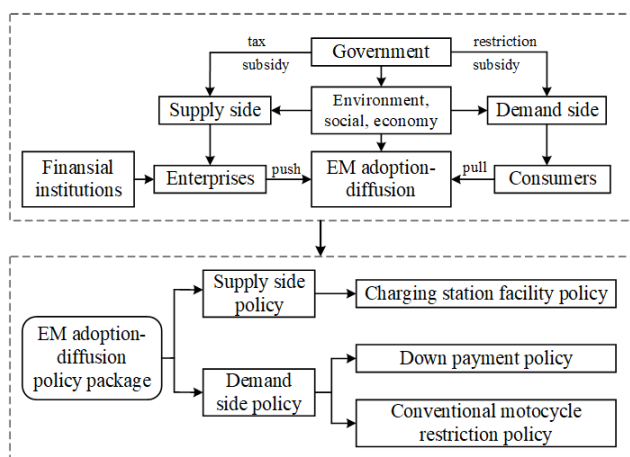 tax
Government
restriction
subsidy
subsidy
Supply side
Environment,
social, economy
Demand side
Finansial
institutions
Enterprises
push
EM adoption-
diffusion
pull
Consumers
Supply side
policy
Charging station facility policy
EM adoption-
diffusion
policy package
Demand
side policy
Down payment policy
Conventional motocycle
restriction policy